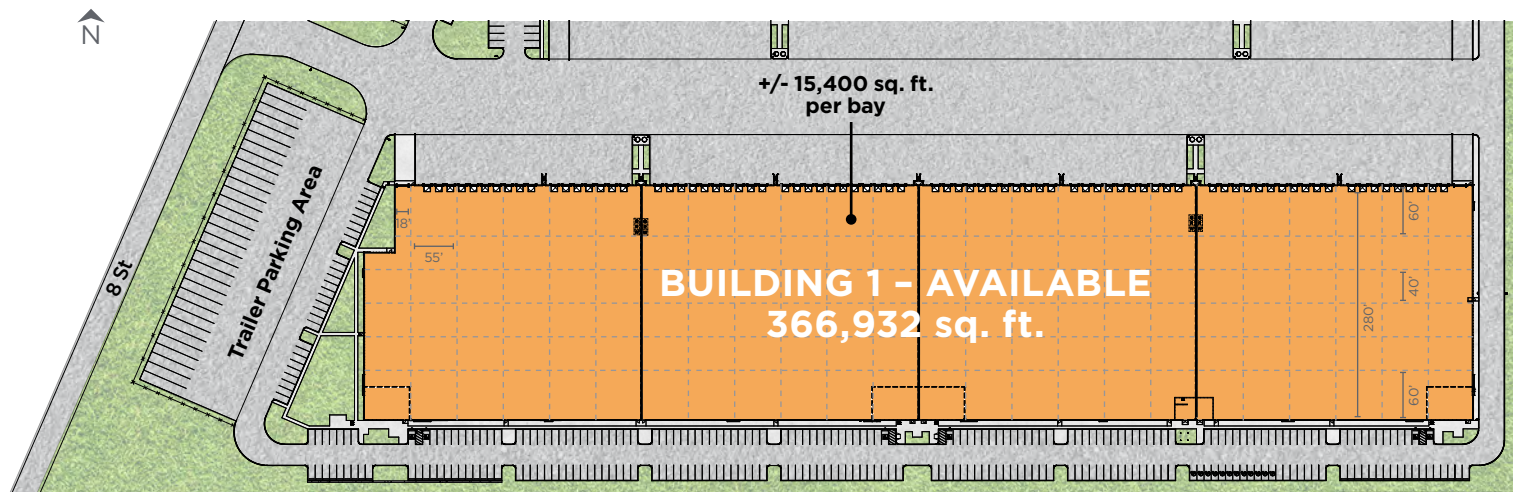 N
+/- 15,400 sq. ft.
per bay
Trailer Parking Area
8 St
18'
55'
60'
BUILDING 1 – AVAILABLE
366,932 sq. ft.
40'
280'
60'